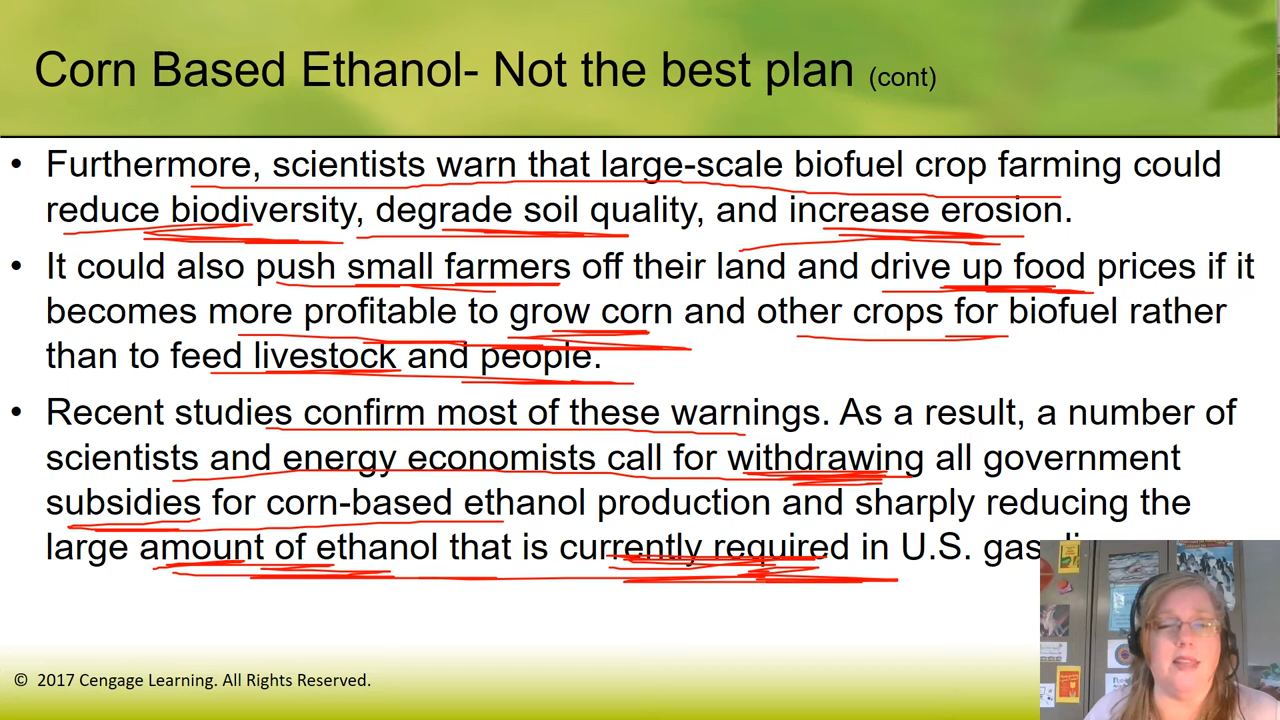 Corn Based Ethanol- Not the best plan (cont)
• Furthermore, scientists warn that large-scale biofuel crop farming could
reduce biodiversity, degrade soil quality, and increase erosion.
• It could also push small farmers off their land and drive up food prices if it
becomes more profitable to grow corn and other crops for biofuel rather
than to feed livestock and people.
• Recent studies confirm most of these warnings. As a result, a number of
scientists and energy economists call for withdrawing all government
subsidies for corn-based ethanol production and sharply reducing the
large amount of ethanol that is currently required in U.S.
© 2017 Cengage Learning. All Rights Reserved.